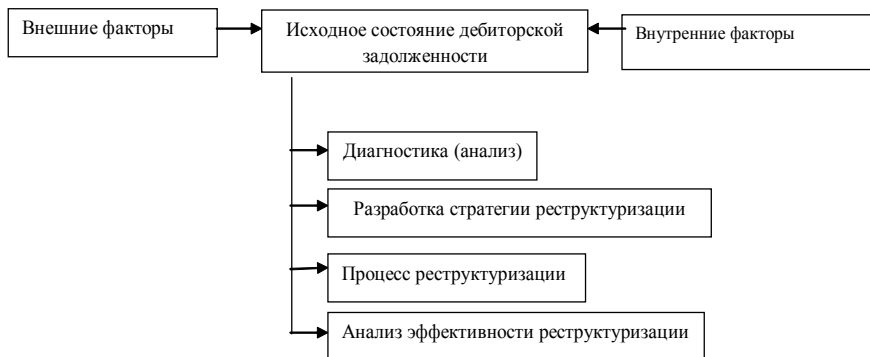 Внешние факторы
Исходное состояние дебиторской
задолженности
Внутренние факторы
Диагностика (анализ)
Разработка стратегии реструктуризации
Процесс реструктуризации
Анализ эффективности реструктуризации